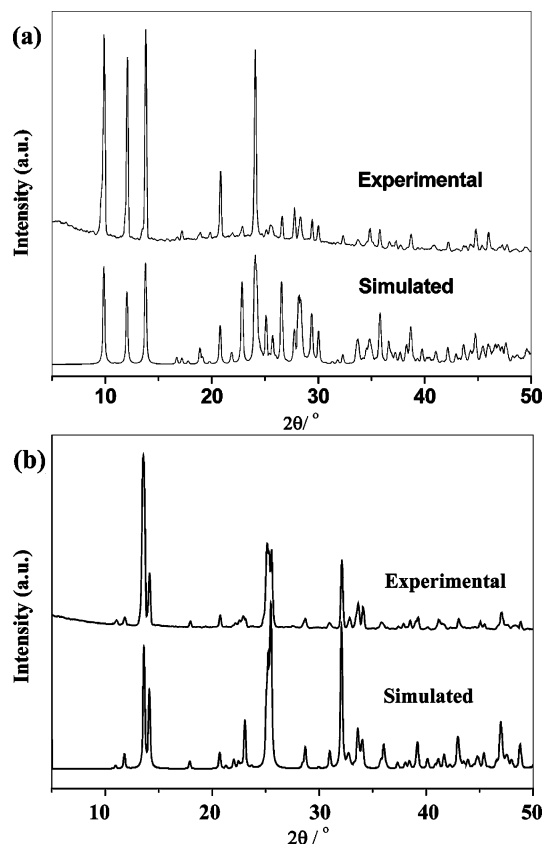 (a)
Intensity (a.u.)
Experimental
Simulated
10 20 30 40 50
2θ/ °
(b)
Intensity (a.u.)
Experimental
Simulated
10 20 30 40 50
2θ/ °